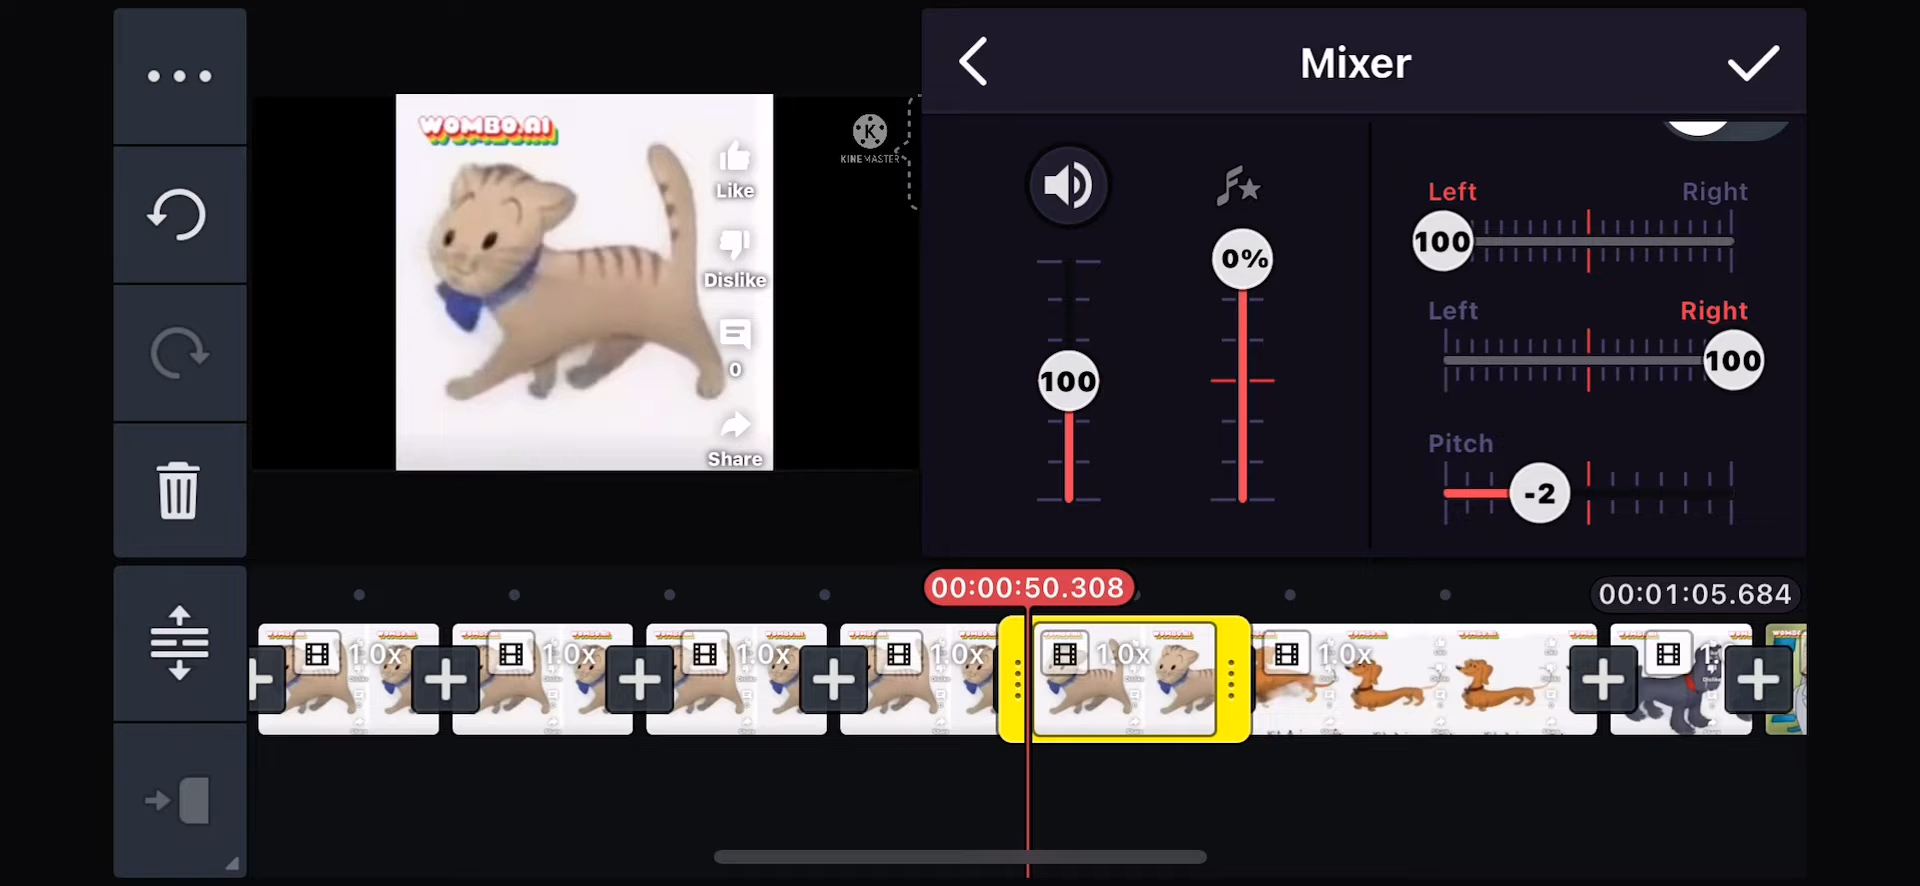 Mixer
WOMBO.AI
KINEMASTER
Like
Dislike
0
Share
0%
100
Left Right
100
Left Right
100
Pitch
-2
00:00:50.308
00:01:05.684
1.0x
1.0x
1.0x
1.0x
1.0x
1.0x